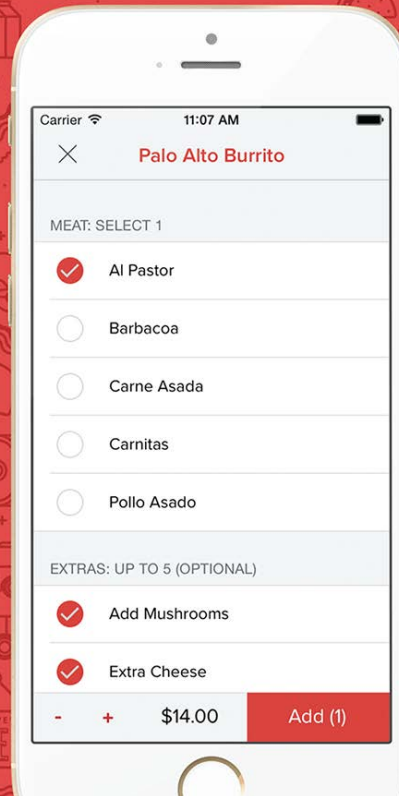 Carrier 11:07 AM
Palo Alto Burrito
MEAT: SELECT 1
Al Pastor
Barbacoa
Carne Asada
Carnitas
Pollo Asado
EXTRAS: UP TO 5 (OPTIONAL)
Add Mushrooms
Extra Cheese
- + $14.00 Add (1)